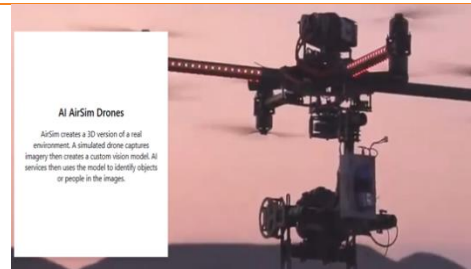 AI AirSim Drones
AirSim creates a 3D version of a real
environment. A simulated drone captures
imagery then creates a custom vision model. AI
services then uses the model to identify objects
or people in the images.